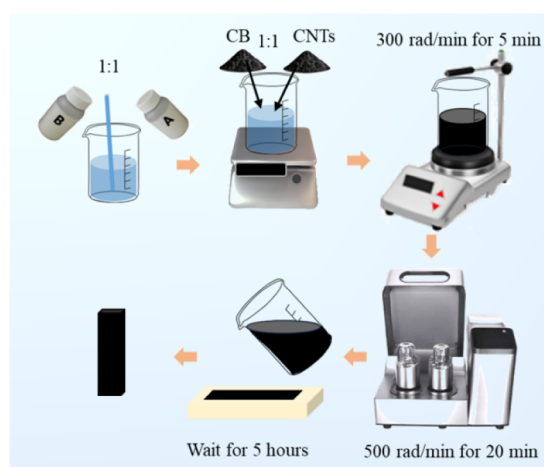 CB 1:1 CNTs
300 rad/min for 5 min
1:1
B
A
Wait for 5 hours
500 rad/min for 20 min